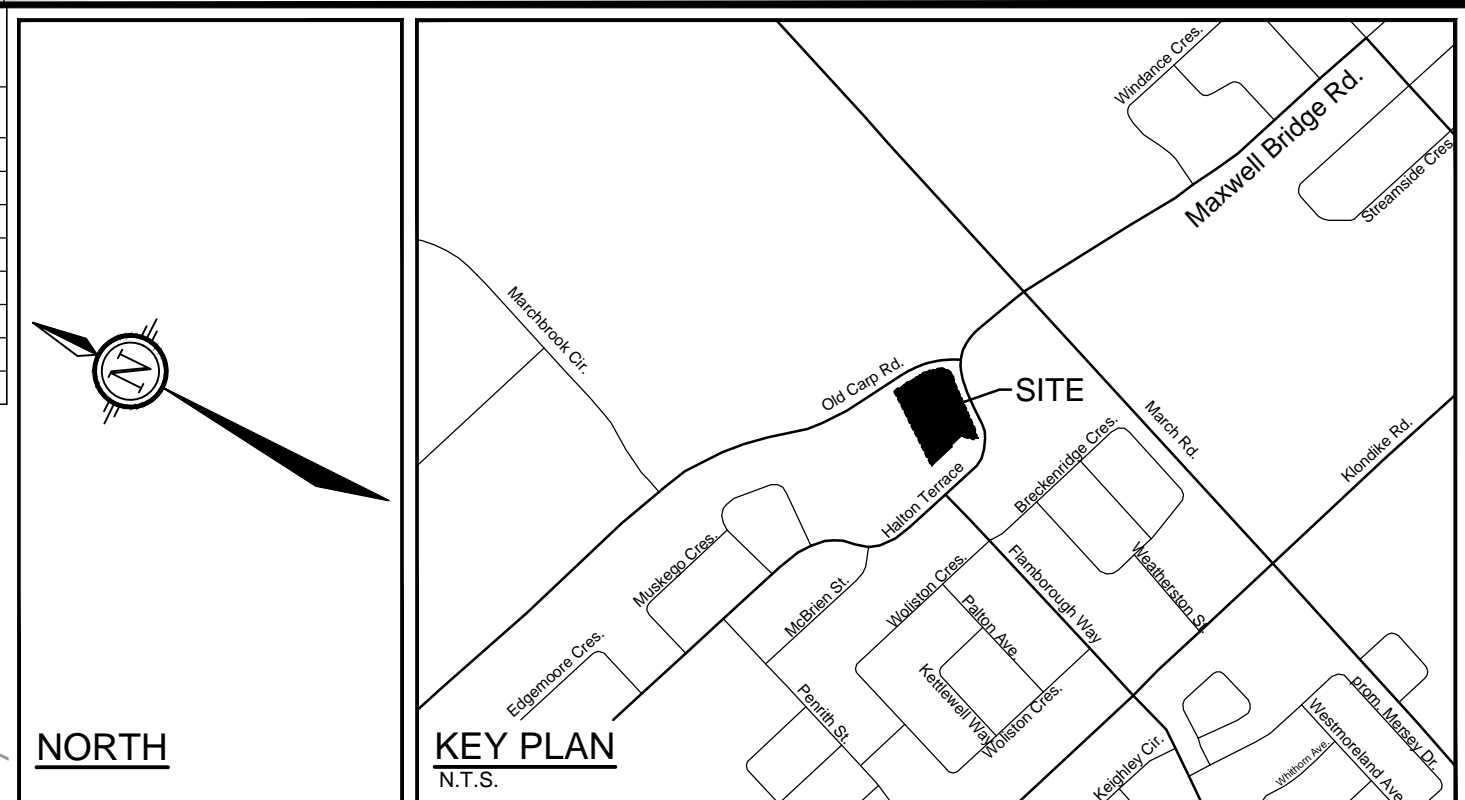 N
NORTH
Windance Cres.
Maxwell Bridge Rd.
Streamside Cres
Marchbrook Cir.
Old Carp Rd.
SITE
March Rd.
Klondike Rd.
Breckenridge Cres.
Halton Terrace
Muskego Cres.
McBrien St.
Woliston Cres.
Flamborough Way
Weatherston St.
Palton Ave.
Edgemoore Cres.
Penrith St.
Kettlewell Way
Woliston Cres.
prom. Mersey Dr.
Westmoreland Ave
Whithorn Ave.
Keighley Cir.
KEY PLAN
N.T.S.